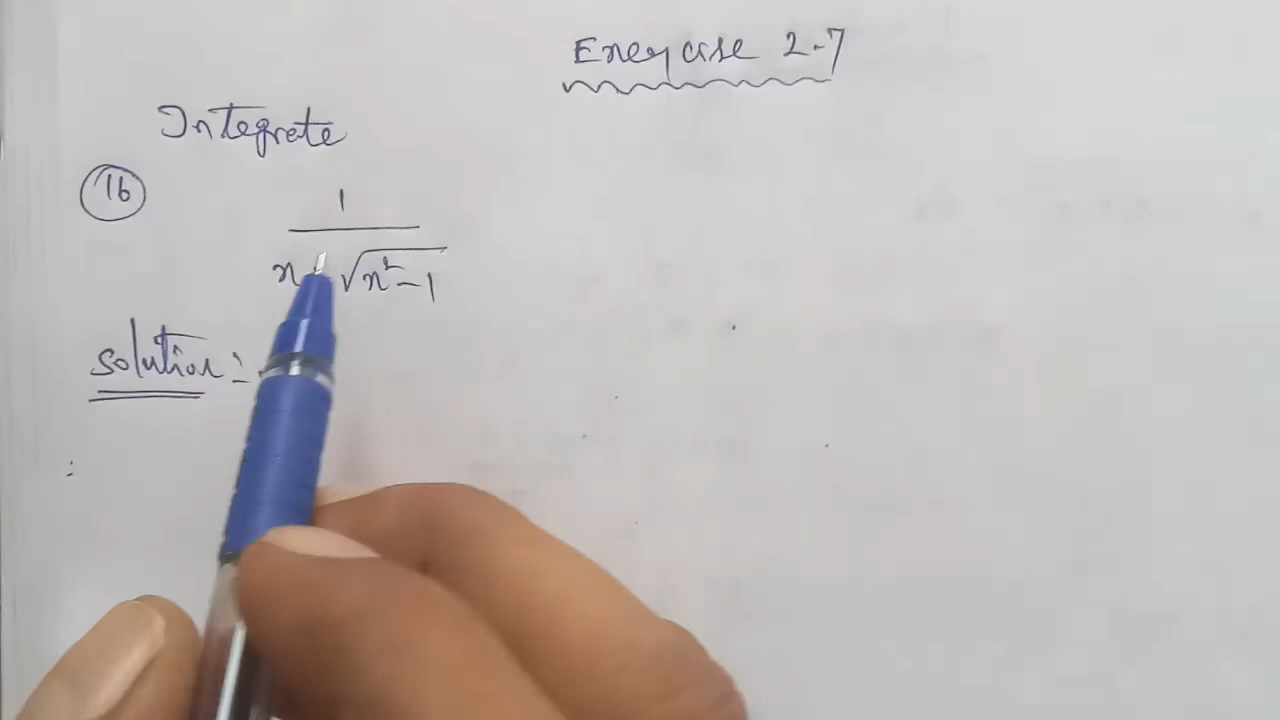 Exercise 2.7
Integrate
16
1
x + √x²-1
solution:-